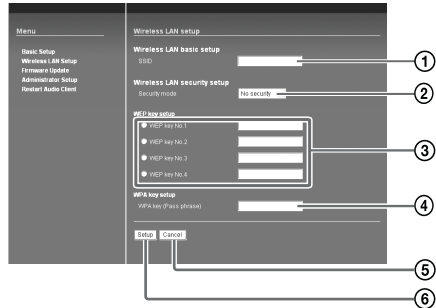 Menu
Basic Setup
Wireless LAN Setup
Firmware Update
Administrator Setup
Restart Audio Client
Wireless LAN setup
Wireless LAN basic setup
SSID
1
Wireless LAN security setup
Security mode
No security
2
WEP key setup
WEP key No.1
WEP key No.2
WEP key No.3
WEP key No.4
3
WPA key setup
WPA key (Pass phrase)
4
Setup
Cancel
5
6